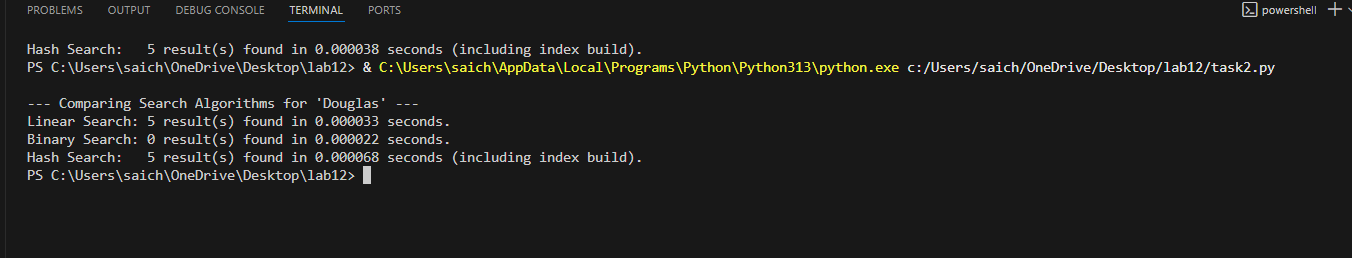 PROBLEMS OUTPUT DEBUG CONSOLE TERMINAL PORTS powershell
Hash Search:   5 result(s) found in 0.000038 seconds (including index build).
PS C:\Users\saich\OneDrive\Desktop\lab12> & C:\Users\saich\AppData\Local\Programs\Python\Python313\python.exe c:/Users/saich/OneDrive/Desktop/lab12/task2.py
--- Comparing Search Algorithms for 'Douglas' ---
Linear Search: 5 result(s) found in 0.000033 seconds.
Binary Search: 0 result(s) found in 0.000022 seconds.
Hash Search:   5 result(s) found in 0.000068 seconds (including index build).
PS C:\Users\saich\OneDrive\Desktop\lab12>